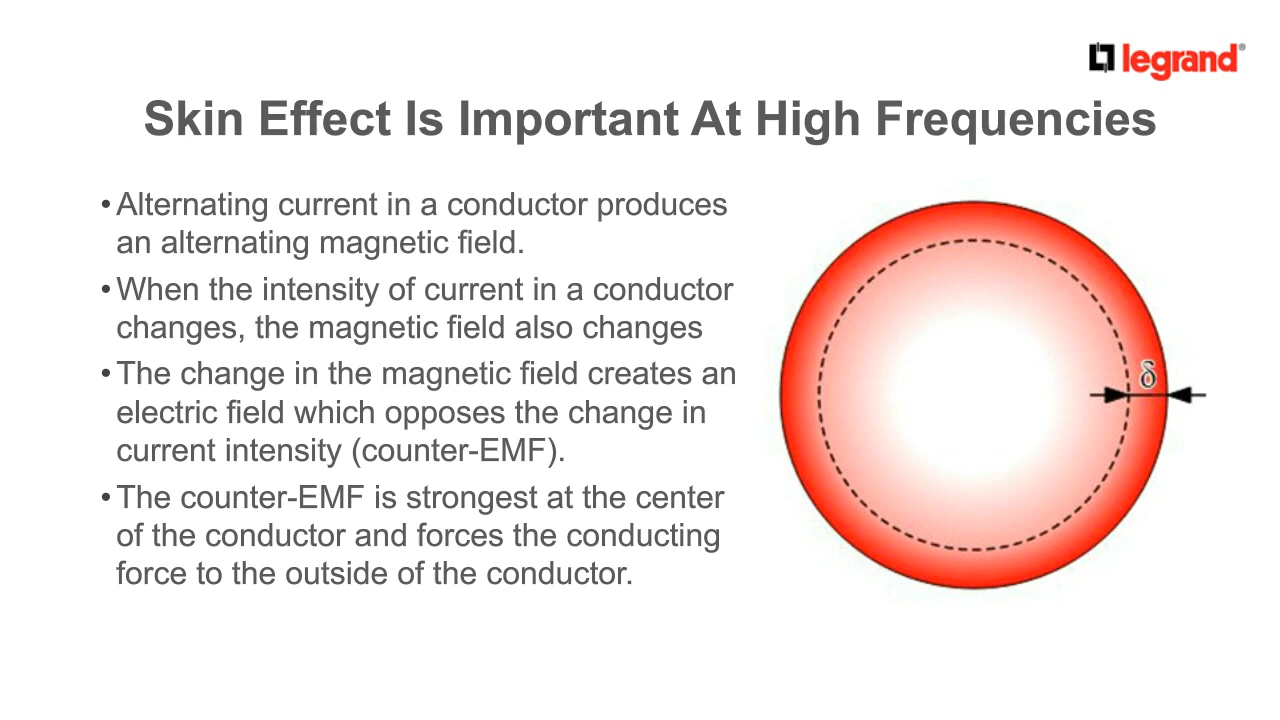 legrand®
Skin Effect Is Important At High Frequencies
•Alternating current in a conductor produces
an alternating magnetic field.
•When the intensity of current in a conductor
changes, the magnetic field also changes
•The change in the magnetic field creates an
electric field which opposes the change in
current intensity (counter-EMF).
•The counter-EMF is strongest at the center
of the conductor and forces the conducting
force to the outside of the conductor.
δ